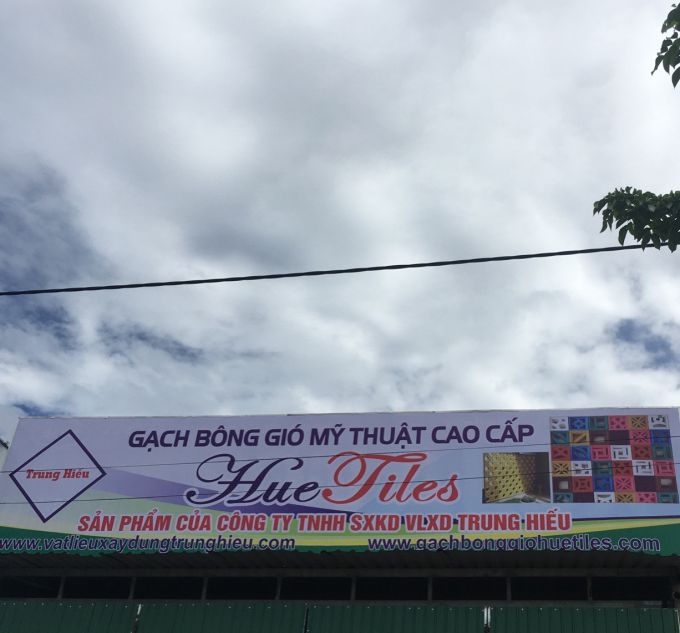 GẠCH BÔNG GIÓ MỸ THUẬT CAO CẤP
Trung Hiếu
HueTiles
SẢN PHẨM CỦA CÔNG TY TNHH SXKD VLXD TRUNG HIẾU
www.vatlieuxaydungtrunghieu.com
www.gachbonggiohuetiles.com